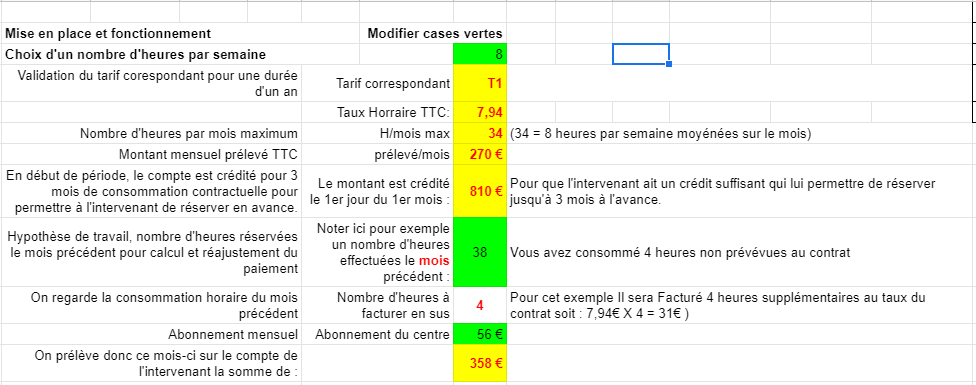 Mise en place et fonctionnement Modifier cases vertes
Choix d'un nombre d'heures par semaine 8
Validation du tarif corespondant pour une durée
d'un an Tarif correspondant T1
Taux Horraire TTC: 7,94
Nombre d'heures par mois maximum H/mois max 34 (34 = 8 heures par semaine moyénées sur le mois)
Montant mensuel prélevé TTC prélevé/mois 270 €
En début de période, le compte est crédité pour 3
mois de consommation contractuelle pour
permettre à l'intervenant de réserver en avance.
Le montant est crédité
le 1er jour du 1er mois :
810 €
Pour que l'intervenant ait un crédit suffisant qui lui permettre de réserver
jusqu'à 3 mois à l'avance.
Hypothèse de travail, nombre d'heures réservées
le mois précédent pour calcul et réajustement du
paiement
Noter ici pour exemple
un nombre d'heures
effectuées le mois
précédent :
38
Vous avez consommé 4 heures non prévévues au contrat
On regarde la consommation horaire du mois
précédent
Nombre d'heures à
facturer en sus
4
Pour cet exemple Il sera Facturé 4 heures supplémentaires au taux du
contrat soit : 7,94€ X 4 = 31€ )
Abonnement mensuel Abonnement du centre 56 €
On prélève donc ce mois-ci sur le compte de
l'intervenant la somme de :
358 €